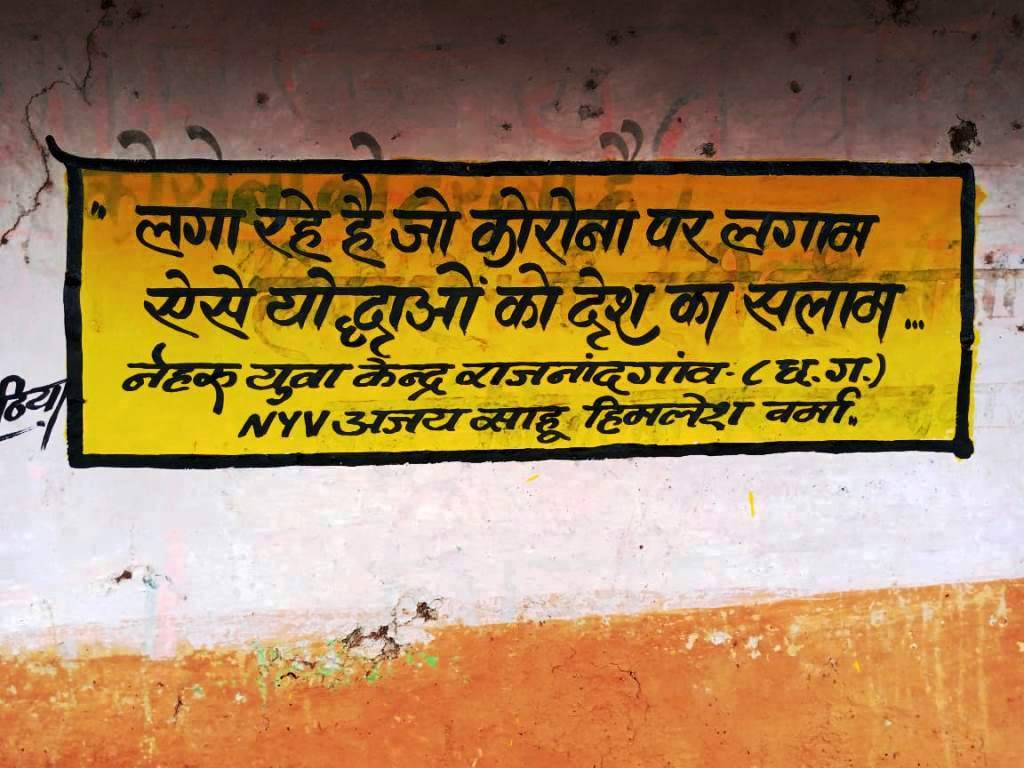 " लगा रहे है जो कोरोना पर लगाम
ऐसे योद्धाओं को देश का सलाम...
नेहरू युवा केन्द्र राजनांदगांव- (छ.ग.)
NYV अजय साहू हिमलेश वर्मा..